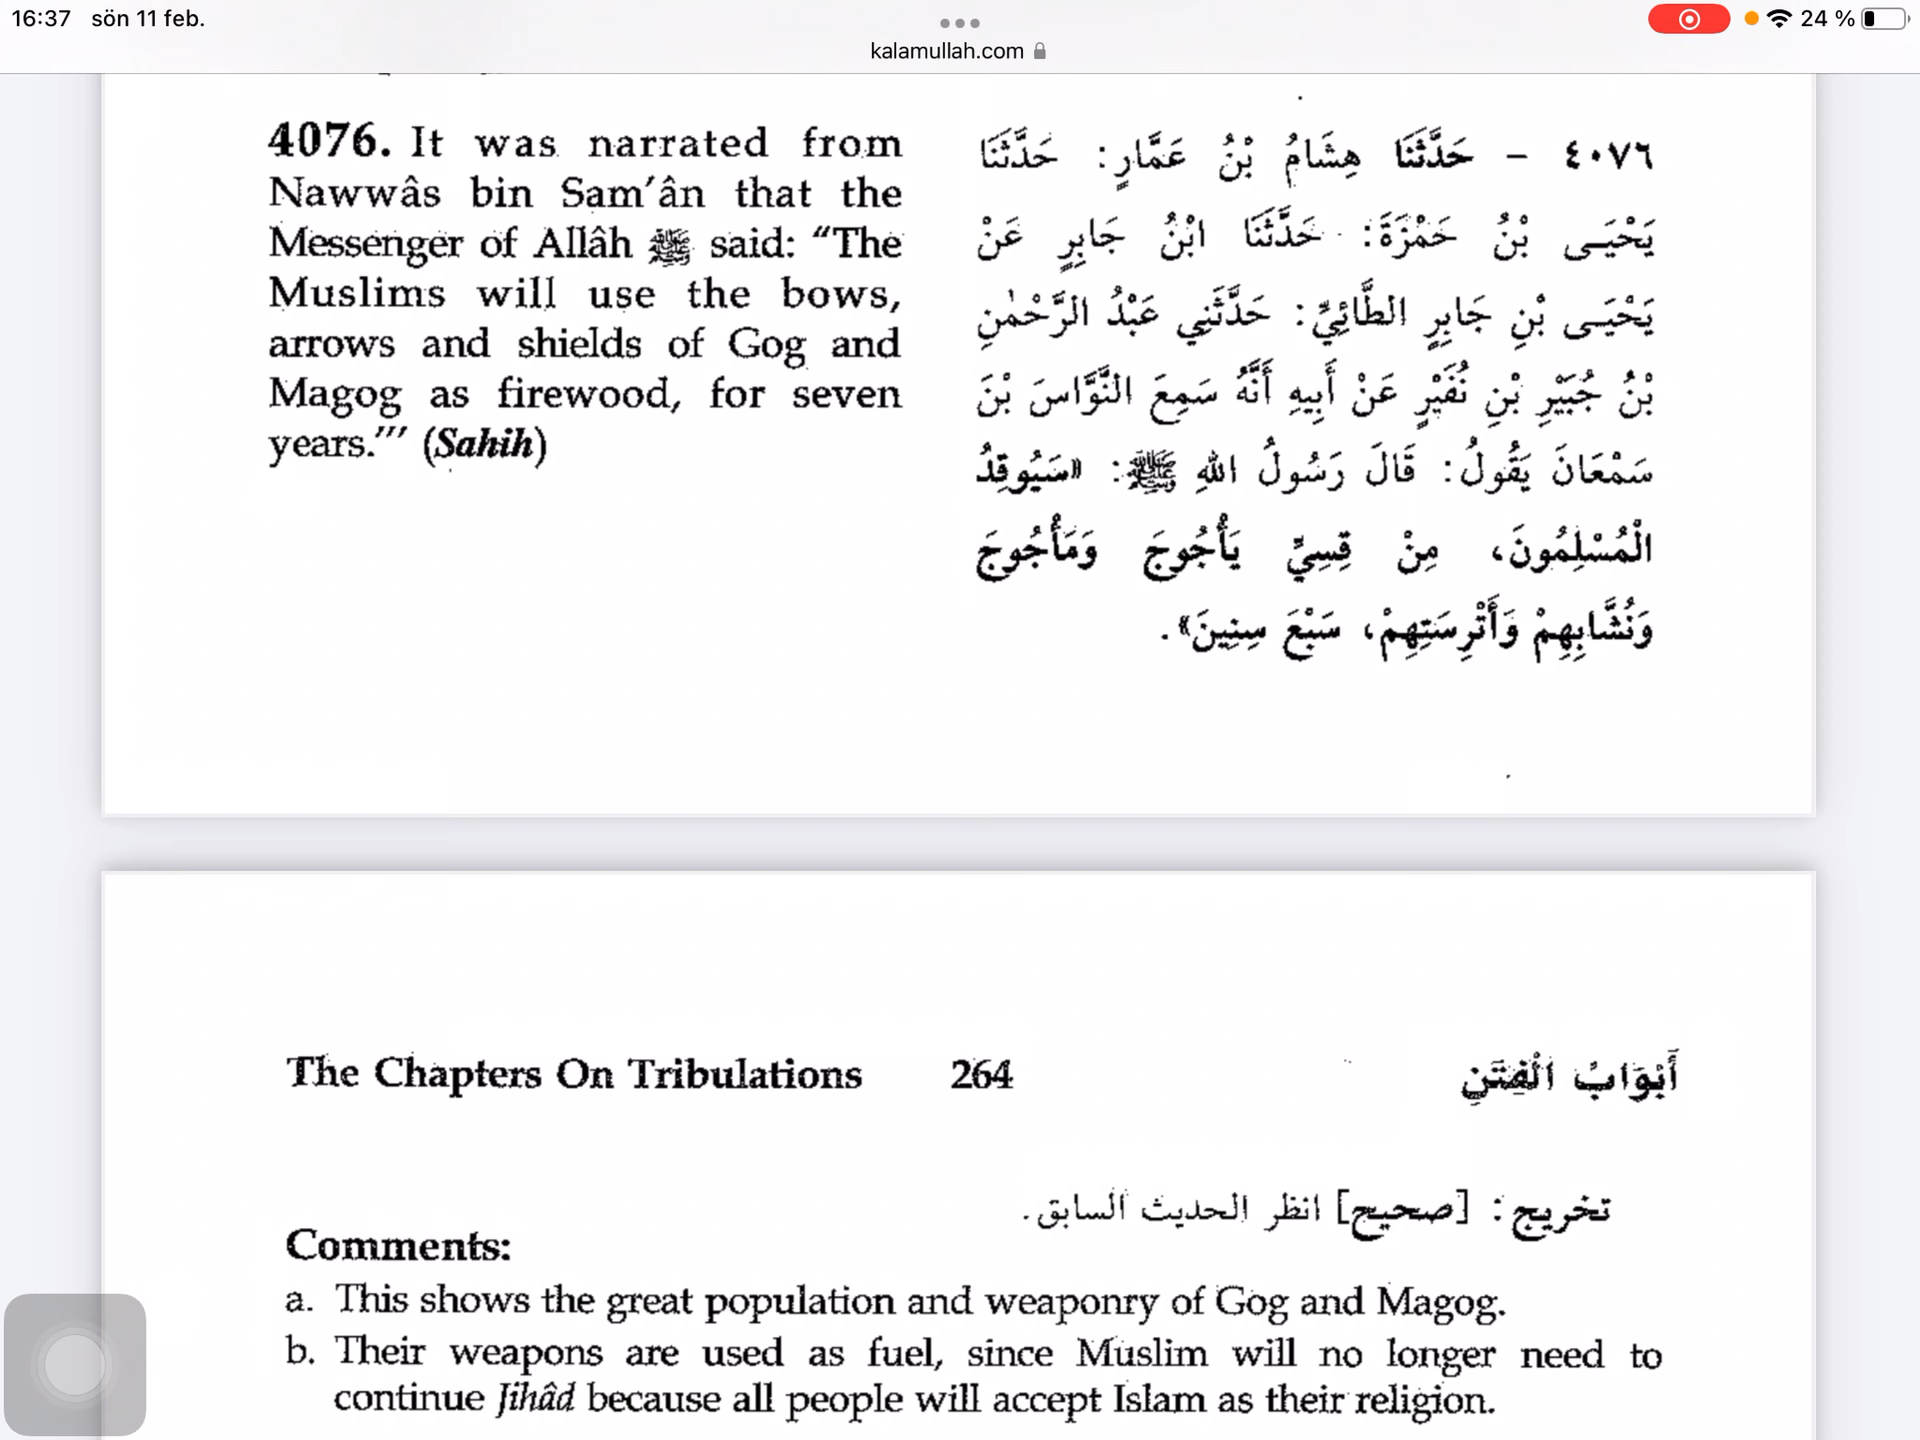 16:37 sön 11 feb.
24 %
kalamullah.com
4076. It was narrated from
Nawwâs bin Sam'ân that the
Messenger of Allâh ﷺ said: “The
Muslims will use the bows,
arrows and shields of Gog and
Magog as firewood, for seven
years.”’ (Sahih)
٤٠٧٦ – حَدَّثَنَا هِشَامُ بْنُ عَمَّارٍ: حَدَّثَنَا
يَحْيَى بْنُ حَمْزَةَ: حَدَّثَنَا ابْنُ جَابِرٍ عَنْ
يَحْيَى بْنِ جَابِرٍ الطَّائِيِّ: حَدَّثَنِي عَبْدُ الرَّحْمٰنِ
بْنُ جُبَيْرِ بْنِ نُفَيْرٍ عَنْ أَبِيهِ أَنَّهُ سَمِعَ النَّوَّاسَ بْنَ
سَمْعَانَ يَقُولُ: قَالَ رَسُولُ اللهِ ﷺ: «سَيُوقِدُ
الْمُسْلِمُونَ، مِنْ قِسِيِّ يَأْجُوجَ وَمَأْجُوجَ
وَنُشَّابِهِمْ وَأَتْرِسَتِهِمْ، سَبْعَ سِنِينَ».
The Chapters On Tribulations 264 أَبْوَابُ الْفِتَنِ
تخريج: [صحيح] انظر الحديث السابق.
Comments:
a. This shows the great population and weaponry of Gog and Magog.
b. Their weapons are used as fuel, since Muslim will no longer need to
continue Jihâd because all people will accept Islam as their religion.